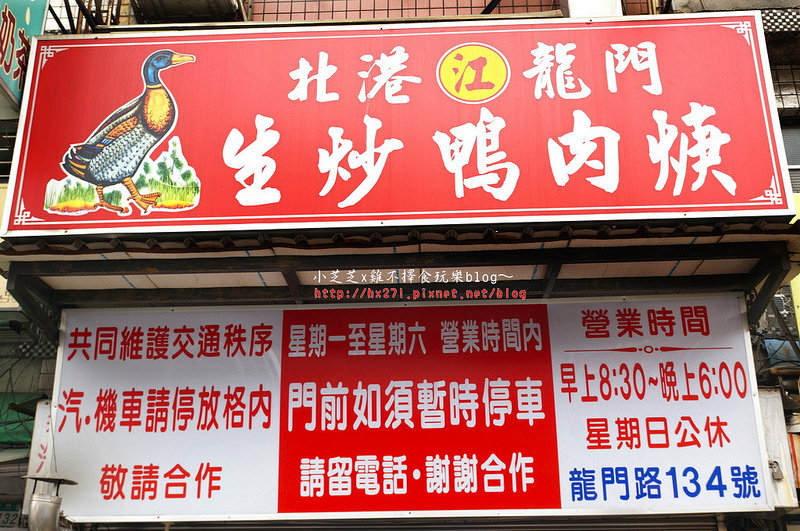 北港 江 龍門
生炒鴨肉焿
小芝芝x雞不擇食玩樂blog～
http://hx271.pixnet.net/blog
共同維護交通秩序
汽.機車請停放格內
敬請合作
星期一至星期六 營業時間內
門前如須暫時停車
請留電話・謝謝合作
營業時間
早上8:30~晚上6:00
星期日公休
龍門路134號